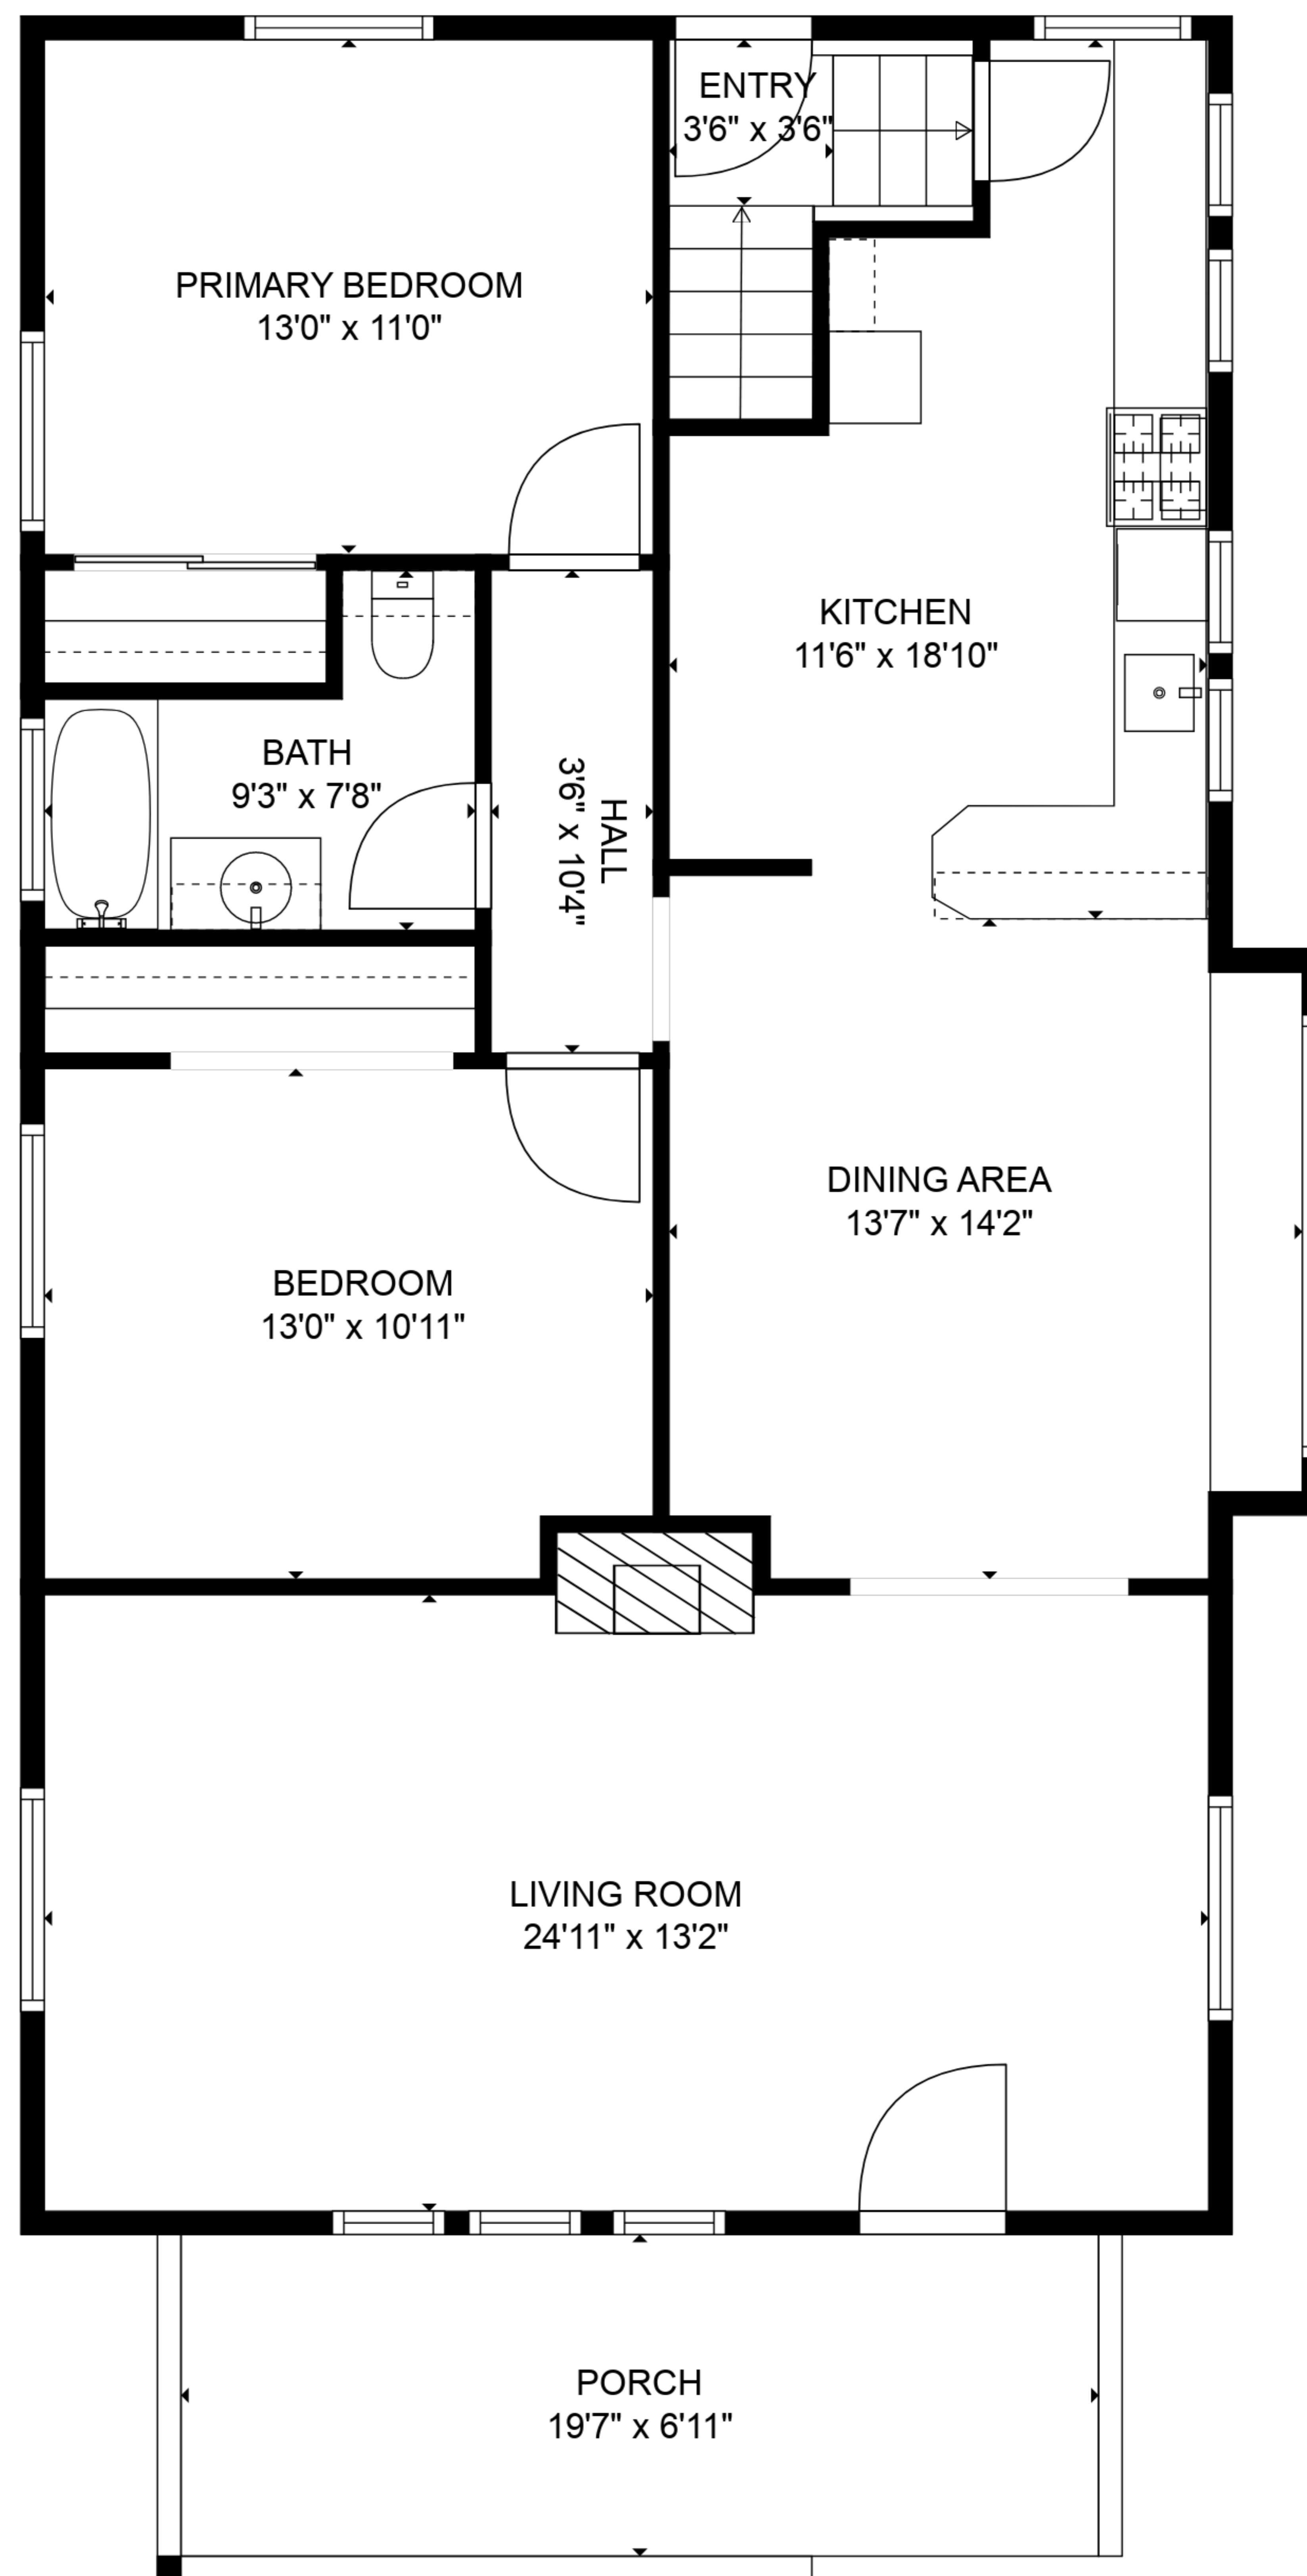 ENTRY
3'6" x 3'6"
PRIMARY BEDROOM
13'0" x 11'0"
KITCHEN
11'6" x 18'10"
BATH
9'3" x 7'8"
HALL
3'6" x 10'4"
DINING AREA
13'7" x 14'2"
BEDROOM
13'0" x 10'11"
LIVING ROOM
24'11" x 13'2"
PORCH
19'7" x 6'11"